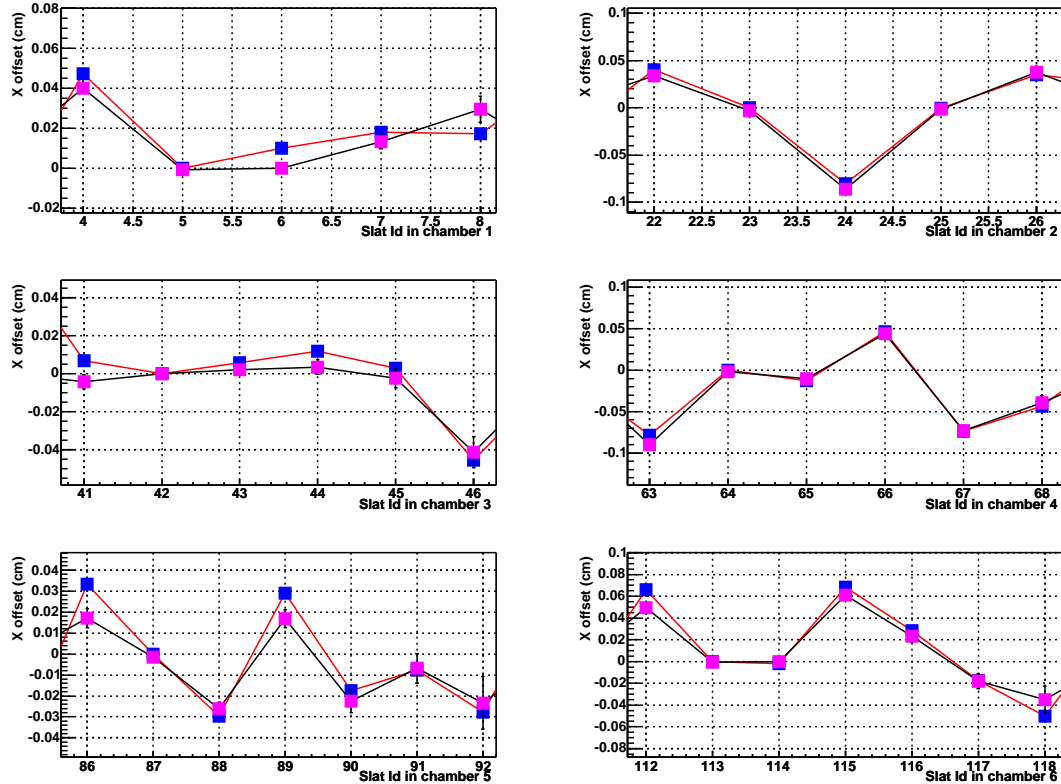 X offset (cm)
0.08
0.06
0.04
0.02
0
-0.02
4 4.5 5 5.5 6 6.5 7 7.5 8
Slat Id in chamber 1
X offset (cm)
0.1
0.05
0
-0.05
-0.1
22 22.5 23 23.5 24 24.5 25 25.5 26
Slat Id in chamber 2
X offset (cm)
0.04
0.02
0
-0.02
-0.04
41 42 43 44 45 46
Slat Id in chamber 3
X offset (cm)
0.1
0.05
0
-0.05
-0.1
63 64 65 66 67 68
Slat Id in chamber 4
X offset (cm)
0.04
0.03
0.02
0.01
0
-0.01
-0.02
-0.03
-0.04
86 87 88 89 90 91 92
Slat Id in chamber 5
X offset (cm)
0.1
0.08
0.06
0.04
0.02
0
-0.02
-0.04
-0.06
-0.08
112 113 114 115 116 117 118
Slat Id in chamber 6